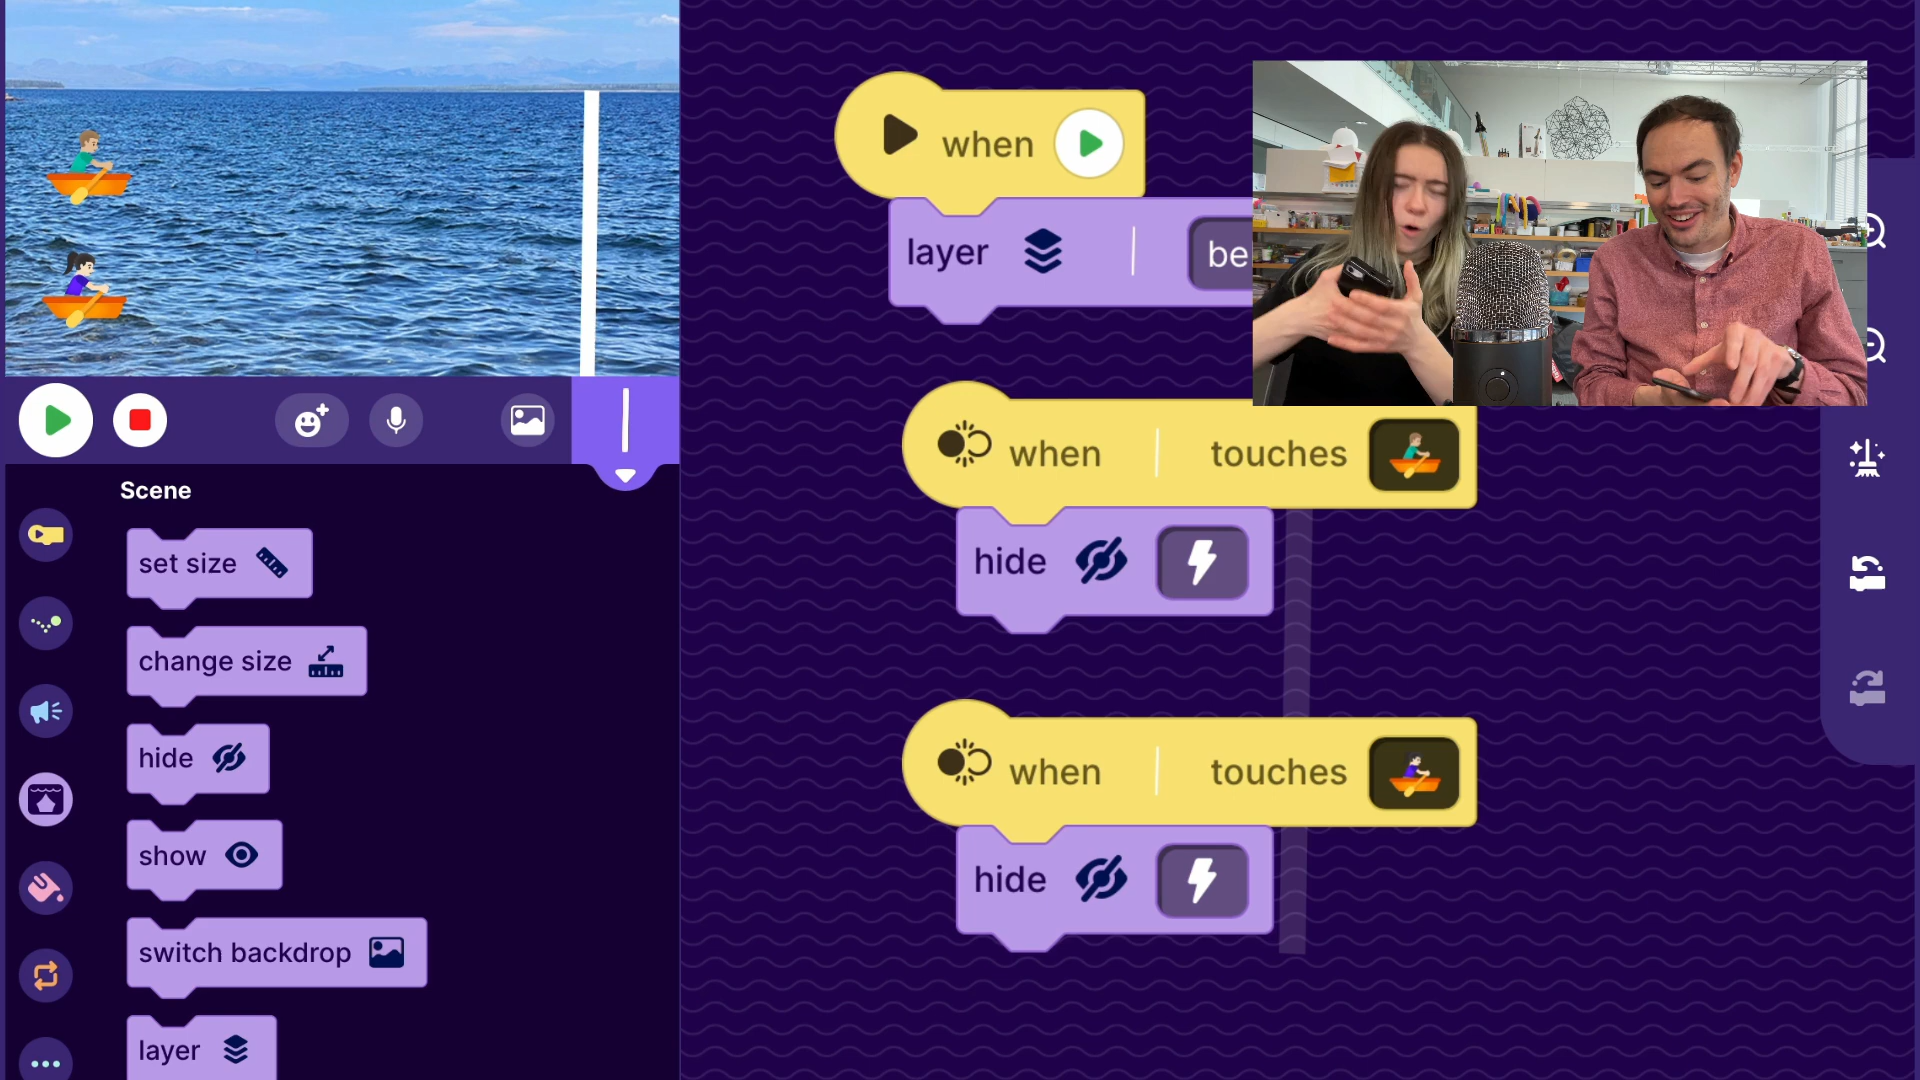 when
layer
be
when touches
hide
when touches
hide
Scene
set size
change size
hide
show
switch backdrop
layer